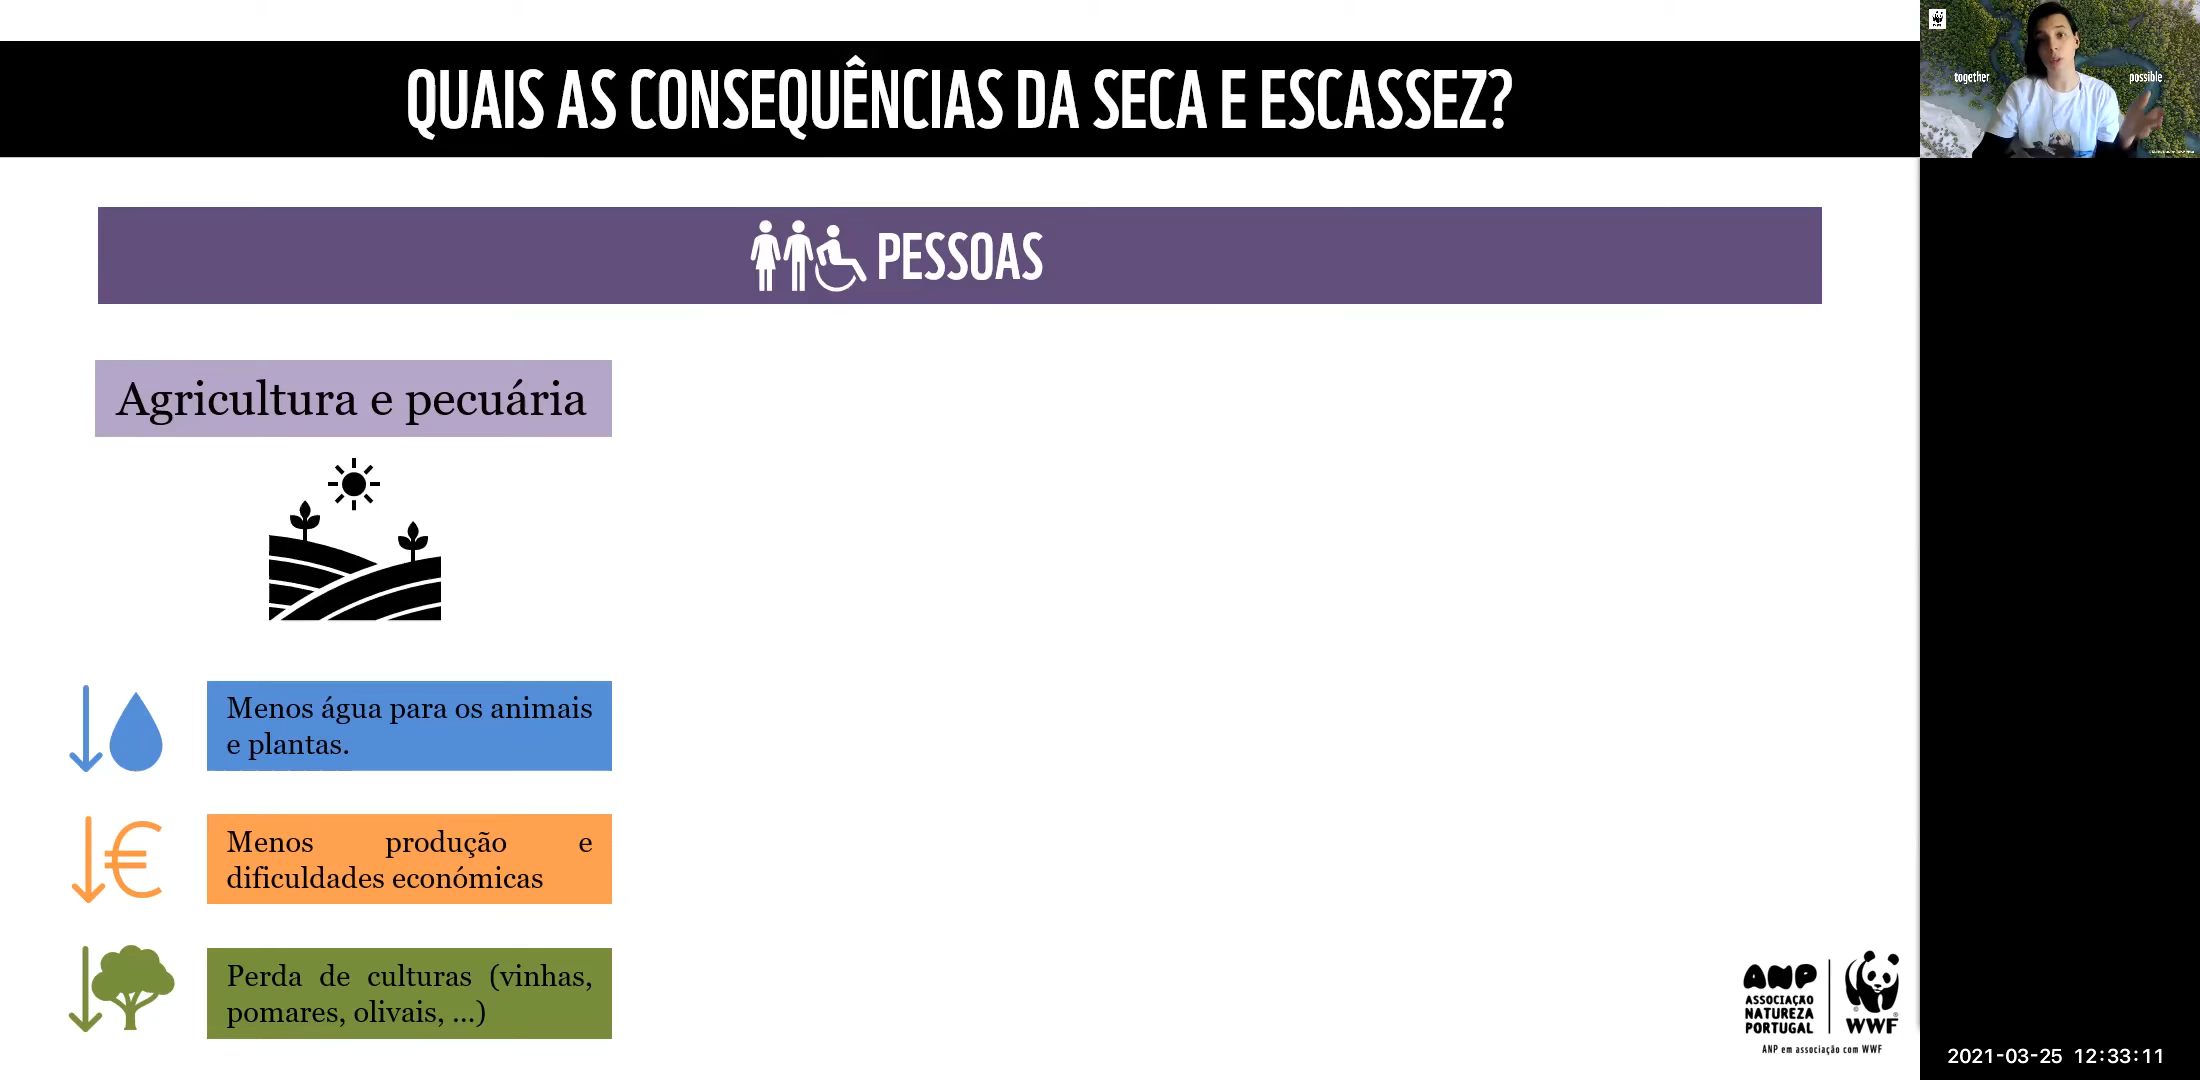 QUAIS AS CONSEQUÊNCIAS DA SECA E ESCASSEZ?
together
possible
PESSOAS
Agricultura e pecuária
Menos água para os animais
e plantas.
Menos produção e
dificuldades económicas
Perda de culturas (vinhas,
pomares, olivais, ...)
ANP
ASSOCIAÇÃO
NATUREZA
PORTUGAL
WWF
ANP em associação com WWF
2021-03-25 12:33:11